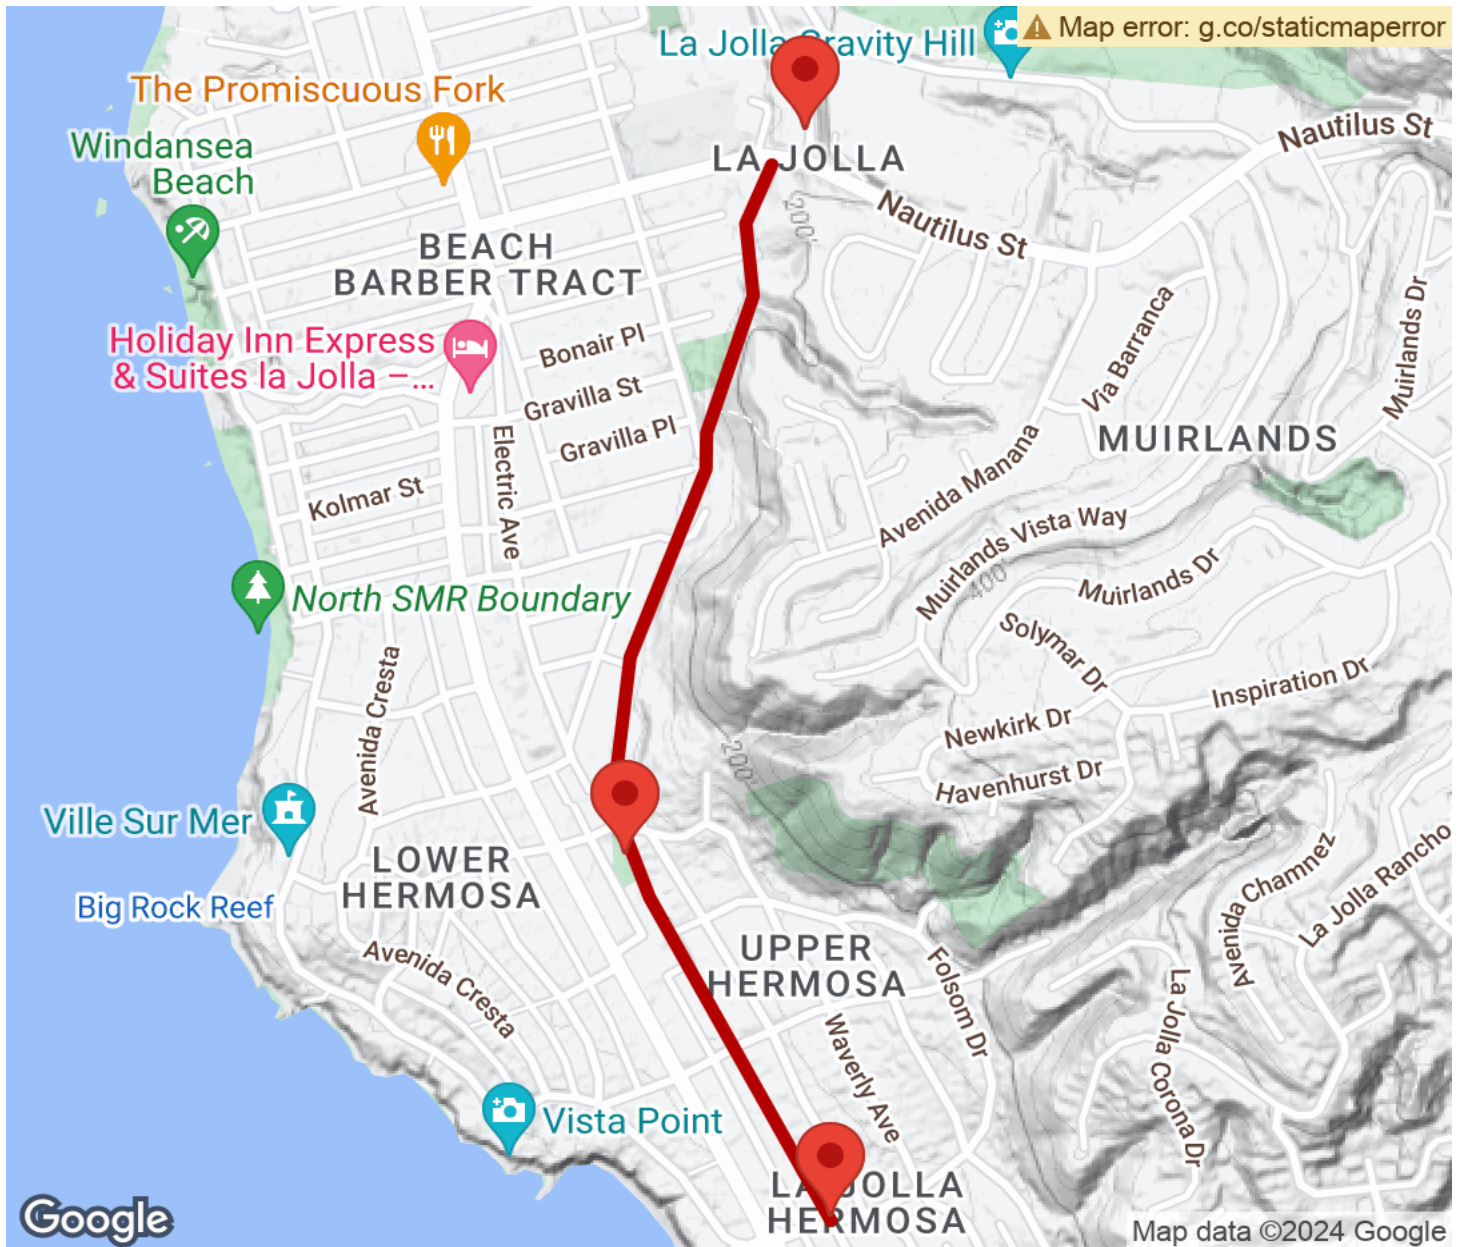 Map error: g.co/staticmaperror
La Jolla Gravity Hill
The Promiscuous Fork
Nautilus St
Windansea
Beach
LA JOLLA
Nautilus St
200'
BEACH
BARBER TRACT
Muirlands Dr
Via Barranca
Holiday Inn Express
& Suites la Jolla –...
Bonair Pl
Gravilla St
Gravilla Pl
Electric Ave
MUIRLANDS
Avenida Manana
Kolmar St
Muirlands Vista Way
400'
Muirlands Dr
North SMR Boundary
Solymar Dr
Avenida Cresta
Inspiration Dr
Newkirk Dr
200'
Havenhurst Dr
Ville Sur Mer
LOWER
HERMOSA
Avenida Chamnez
La Jolla Rancho
Big Rock Reef
UPPER
HERMOSA
Avenida Cresta
Folsom Dr
La Jolla Corona Dr
Waverly Ave
Vista Point
LA JOLLA
HERMOSA
Google
Map data ©2024 Google